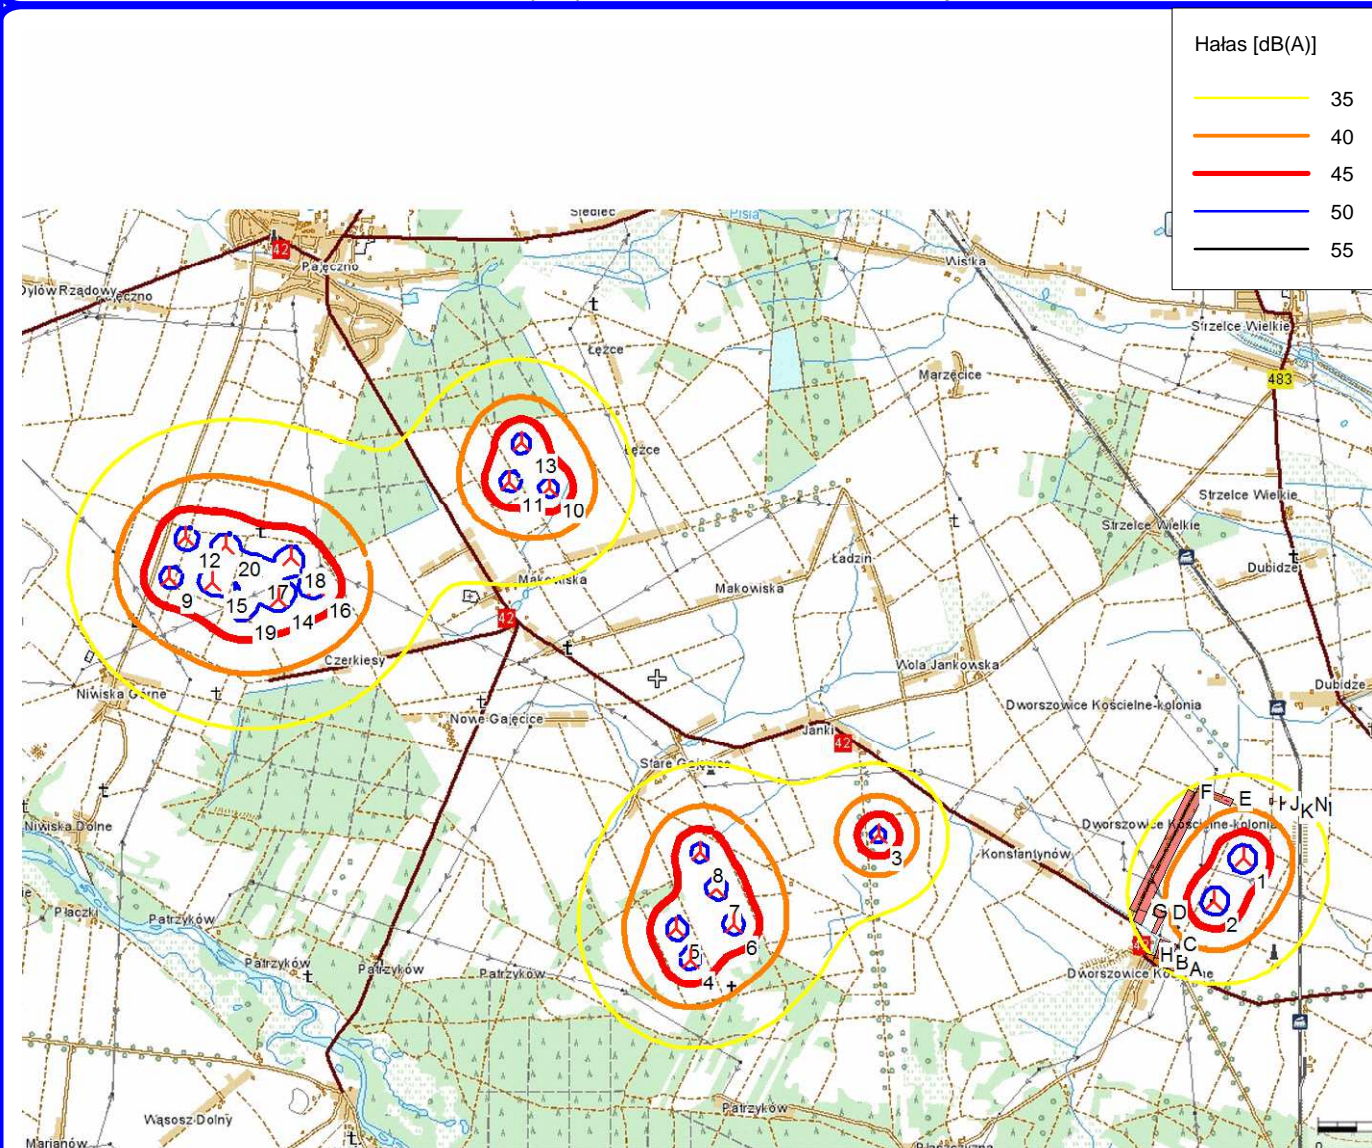 Hałas [dB(A)]
35
40
45
50
55
Siedlec
Pisia
42
Pajęczno
Wistka
Dylów Rządowy
Pajęczno
Strzelce Wielkie
Łężce
Marzęcice
483
Łężce
13
11
10
Strzelce Wielkie
Strzelce Wielkie
Ładzin
Dubidze
12
20
Makowiska
Makowiska
18
17
9
15
16
42
19
14
Czerkiesy
Wola Jankowska
Niwiska Górne
Dubidze
Nowe Gajęcice
Dworszowice Kościelne-kolonia
Janki
42
Stare Gajęcice
F
E
J
K
N
I
Niwiska Dolne
Dworszowice Kościelne-kolonia
Konstantynów
3
8
1
7
G
D
2
Płaczki
Patrzyków
6
5
C
H
B
A
Patrzyków
Patrzyków
Patrzyków
4
Dworszowice Kościelne
Patrzyków
Wąsosz Dolny
Marianów